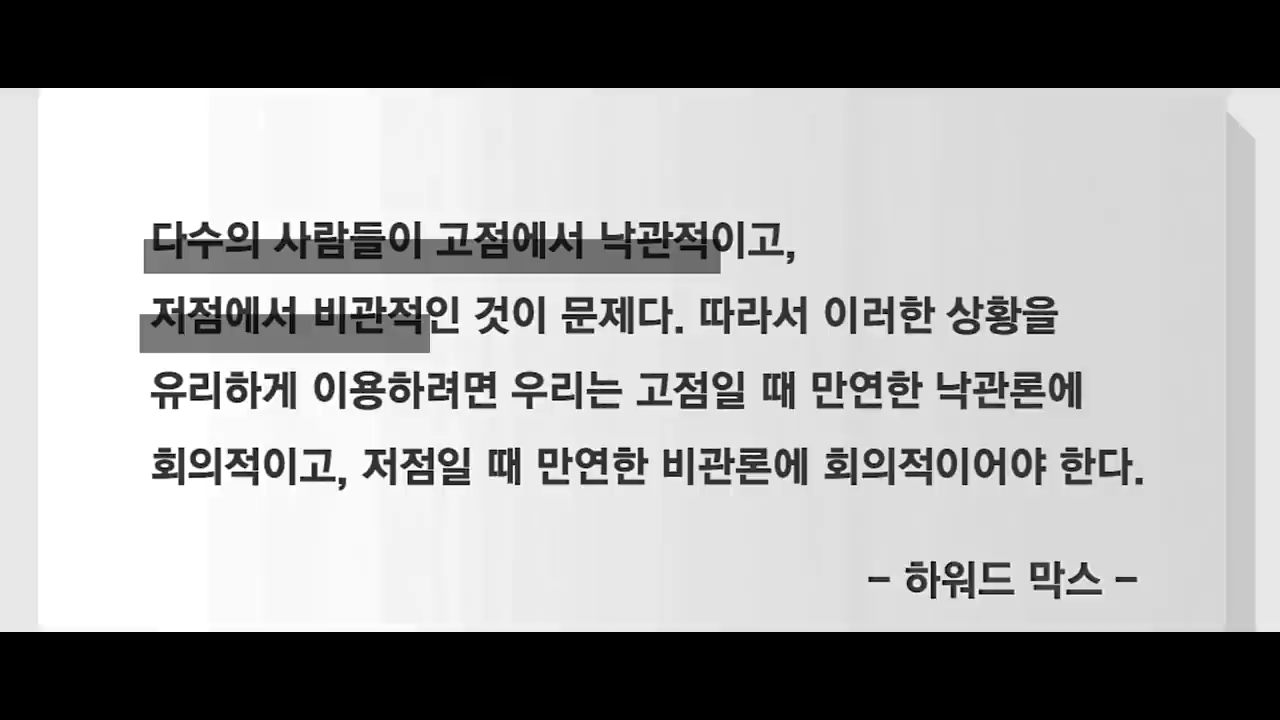 다수의 사람들이 고점에서 낙관적이고,
저점에서 비관적인 것이 문제다. 따라서 이러한 상황을
유리하게 이용하려면 우리는 고점일 때 만연한 낙관론에
회의적이고, 저점일 때 만연한 비관론에 회의적이어야 한다.
- 하워드 막스 -